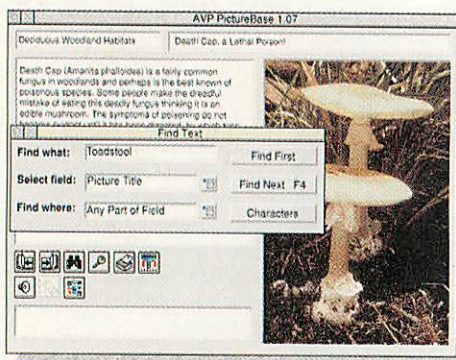 AVP PictureBase 1.07
Deciduous Woodland Habitats
Death Cap, a Lethal Poison!
Death Cap (Amanita phalloides) is a fairly common
fungus in woodlands and perhaps is the best known of
poisonous species. Some people make the dreadful
mistake of eating this deadly fungus thinking it is an
edible mushroom. The symptoms of poisoning do not
Find Text
Find what: Toadstool
Find First
Select field: Picture Title
Find Next F4
Find where: Any Part of Field
Characters